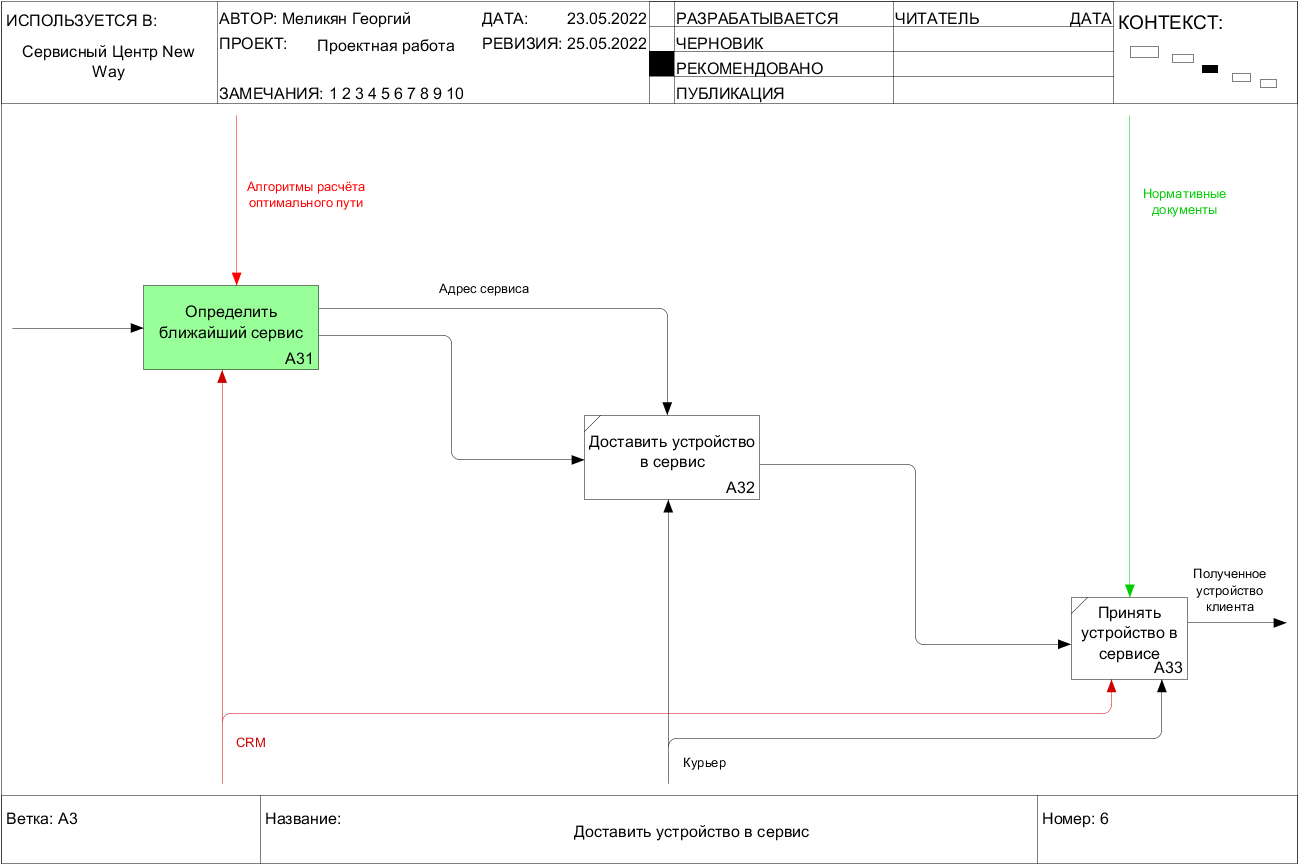 ИСПОЛЬЗУЕТСЯ В:
Сервисный Центр New
Way
АВТОР: Меликян Георгий
ДАТА: 23.05.2022
ПРОЕКТ: Проектная работа
РЕВИЗИЯ: 25.05.2022
ЗАМЕЧАНИЯ: 1 2 3 4 5 6 7 8 9 10
РАЗРАБАТЫВАЕТСЯ
ЧЕРНОВИК
РЕКОМЕНДОВАНО
ПУБЛИКАЦИЯ
ЧИТАТЕЛЬ ДАТА
КОНТЕКСТ:
Алгоритмы расчёта
оптимального пути
Нормативные
документы
Адрес сервиса
Определить
ближайший сервис
A31
Доставить устройство
в сервис
A32
Полученное
устройство
клиента
Принять
устройство в
сервисе
A33
CRM
Курьер
Ветка: A3
Название:
Доставить устройство в сервис
Номер: 6